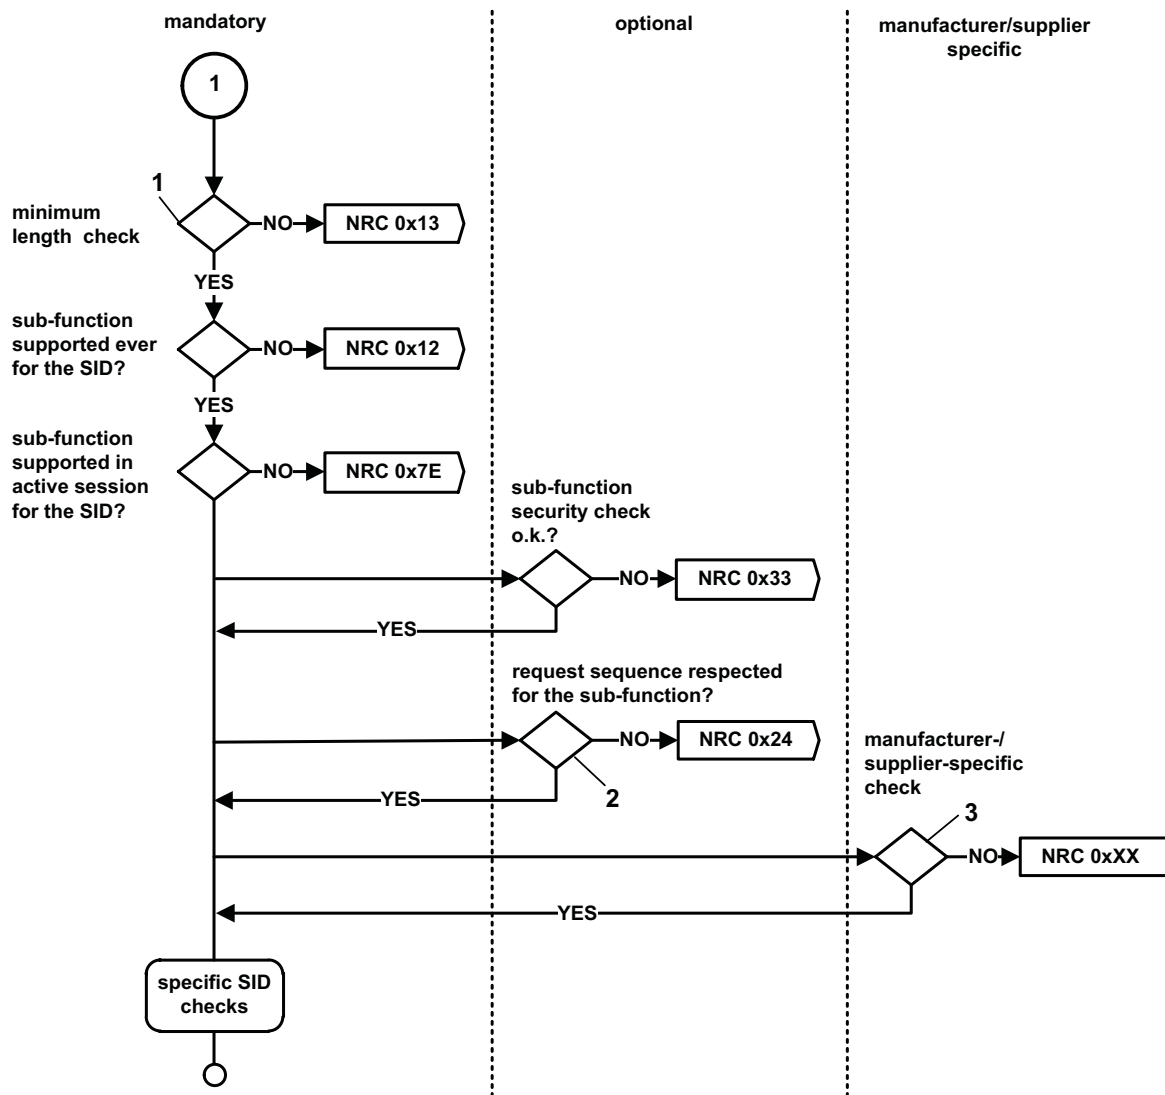 mandatory
optional
manufacturer/supplier
specific
1
1
minimum
length check
NO
NRC 0x13
YES
sub-function
supported ever
for the SID?
NO
NRC 0x12
YES
sub-function
supported in
active session
for the SID?
NO
NRC 0x7E
sub-function
security check
o.k.?
NO
NRC 0x33
YES
request sequence respected
for the sub-function?
NO
NRC 0x24
2
YES
manufacturer-/
supplier-specific
check
3
NO
NRC 0xXX
YES
specific SID
checks